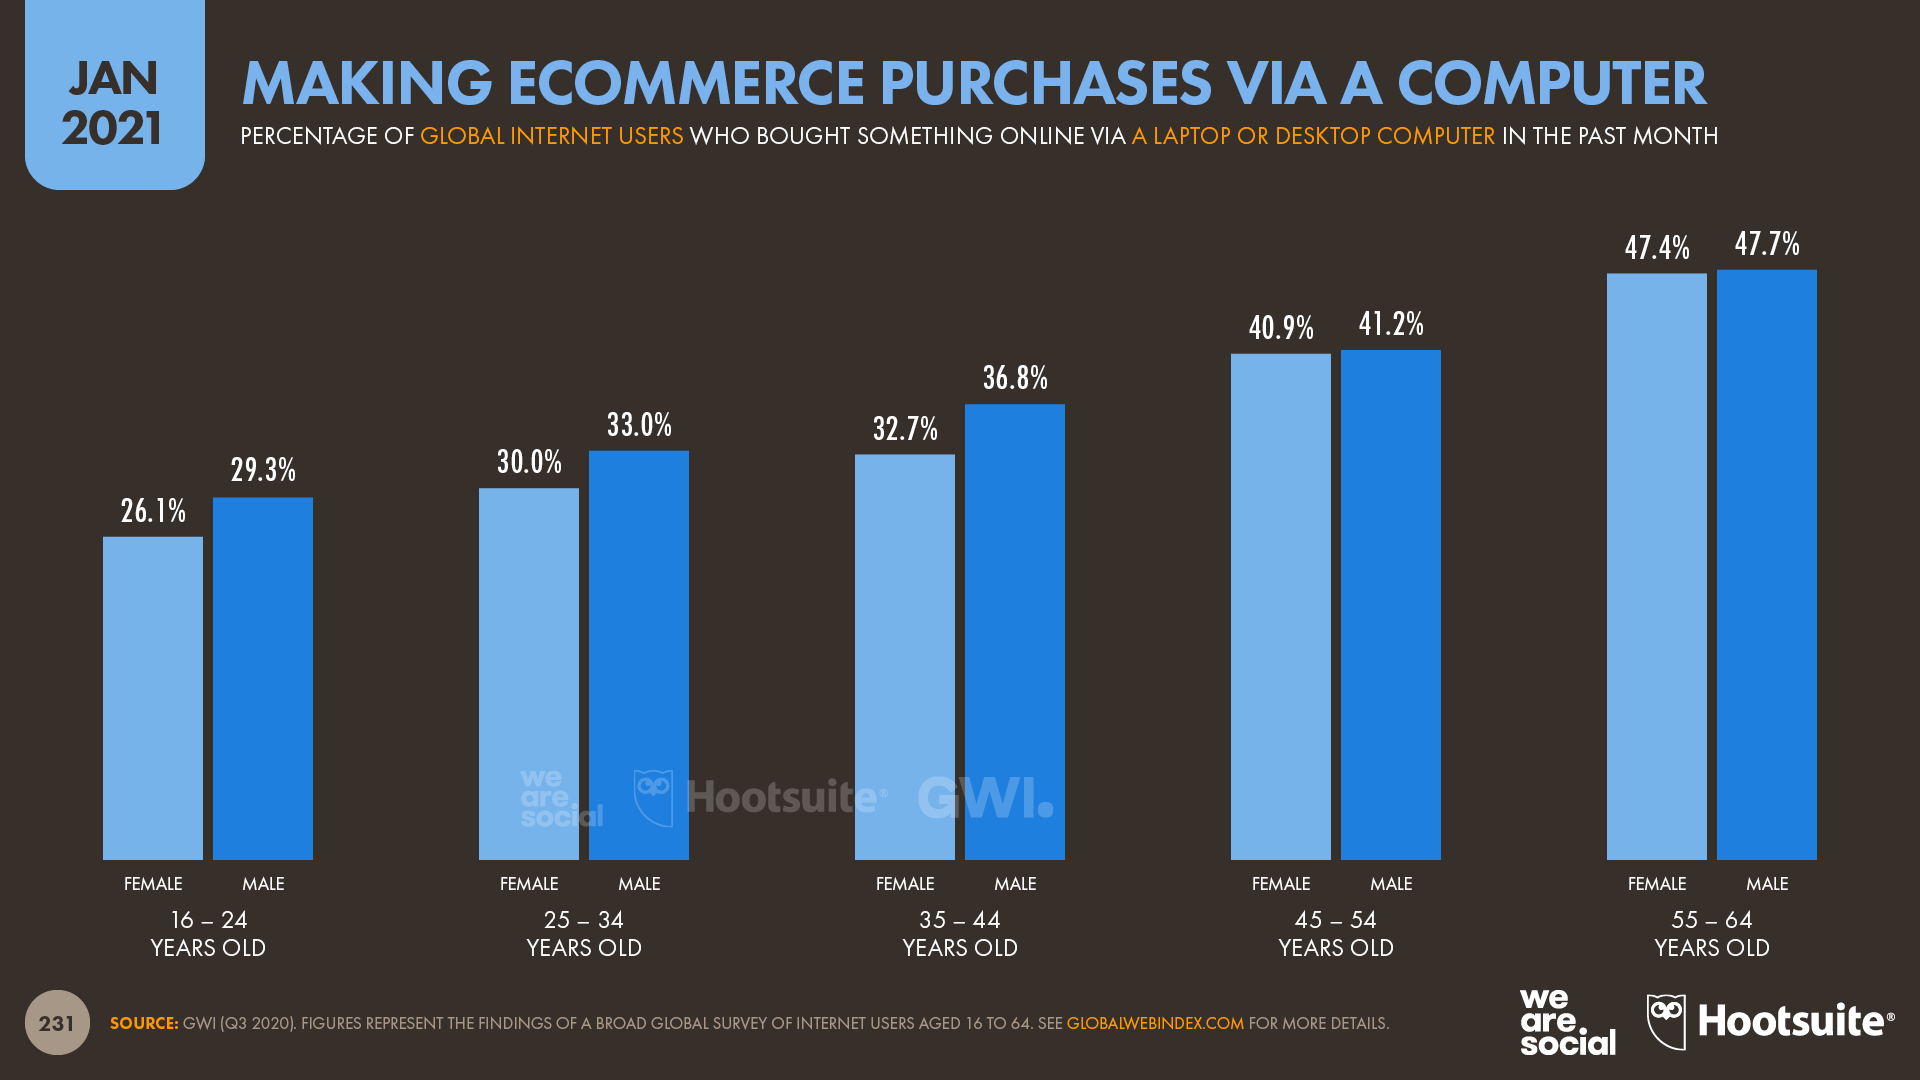 JAN
2021
MAKING ECOMMERCE PURCHASES VIA A COMPUTER
PERCENTAGE OF GLOBAL INTERNET USERS WHO BOUGHT SOMETHING ONLINE VIA A LAPTOP OR DESKTOP COMPUTER IN THE PAST MONTH
26.1% 29.3% 30.0% 33.0% 32.7% 36.8% 40.9% 41.2% 47.4% 47.7%
we
are
social
Hootsuite® GWI.
FEMALE MALE FEMALE MALE FEMALE MALE FEMALE MALE FEMALE MALE
16 – 24 25 – 34 35 – 44 45 – 54 55 – 64
YEARS OLD YEARS OLD YEARS OLD YEARS OLD YEARS OLD
231
SOURCE: GWI (Q3 2020). FIGURES REPRESENT THE FINDINGS OF A BROAD GLOBAL SURVEY OF INTERNET USERS AGED 16 TO 64. SEE GLOBALWEBINDEX.COM FOR MORE DETAILS.
we
are
social
Hootsuite®